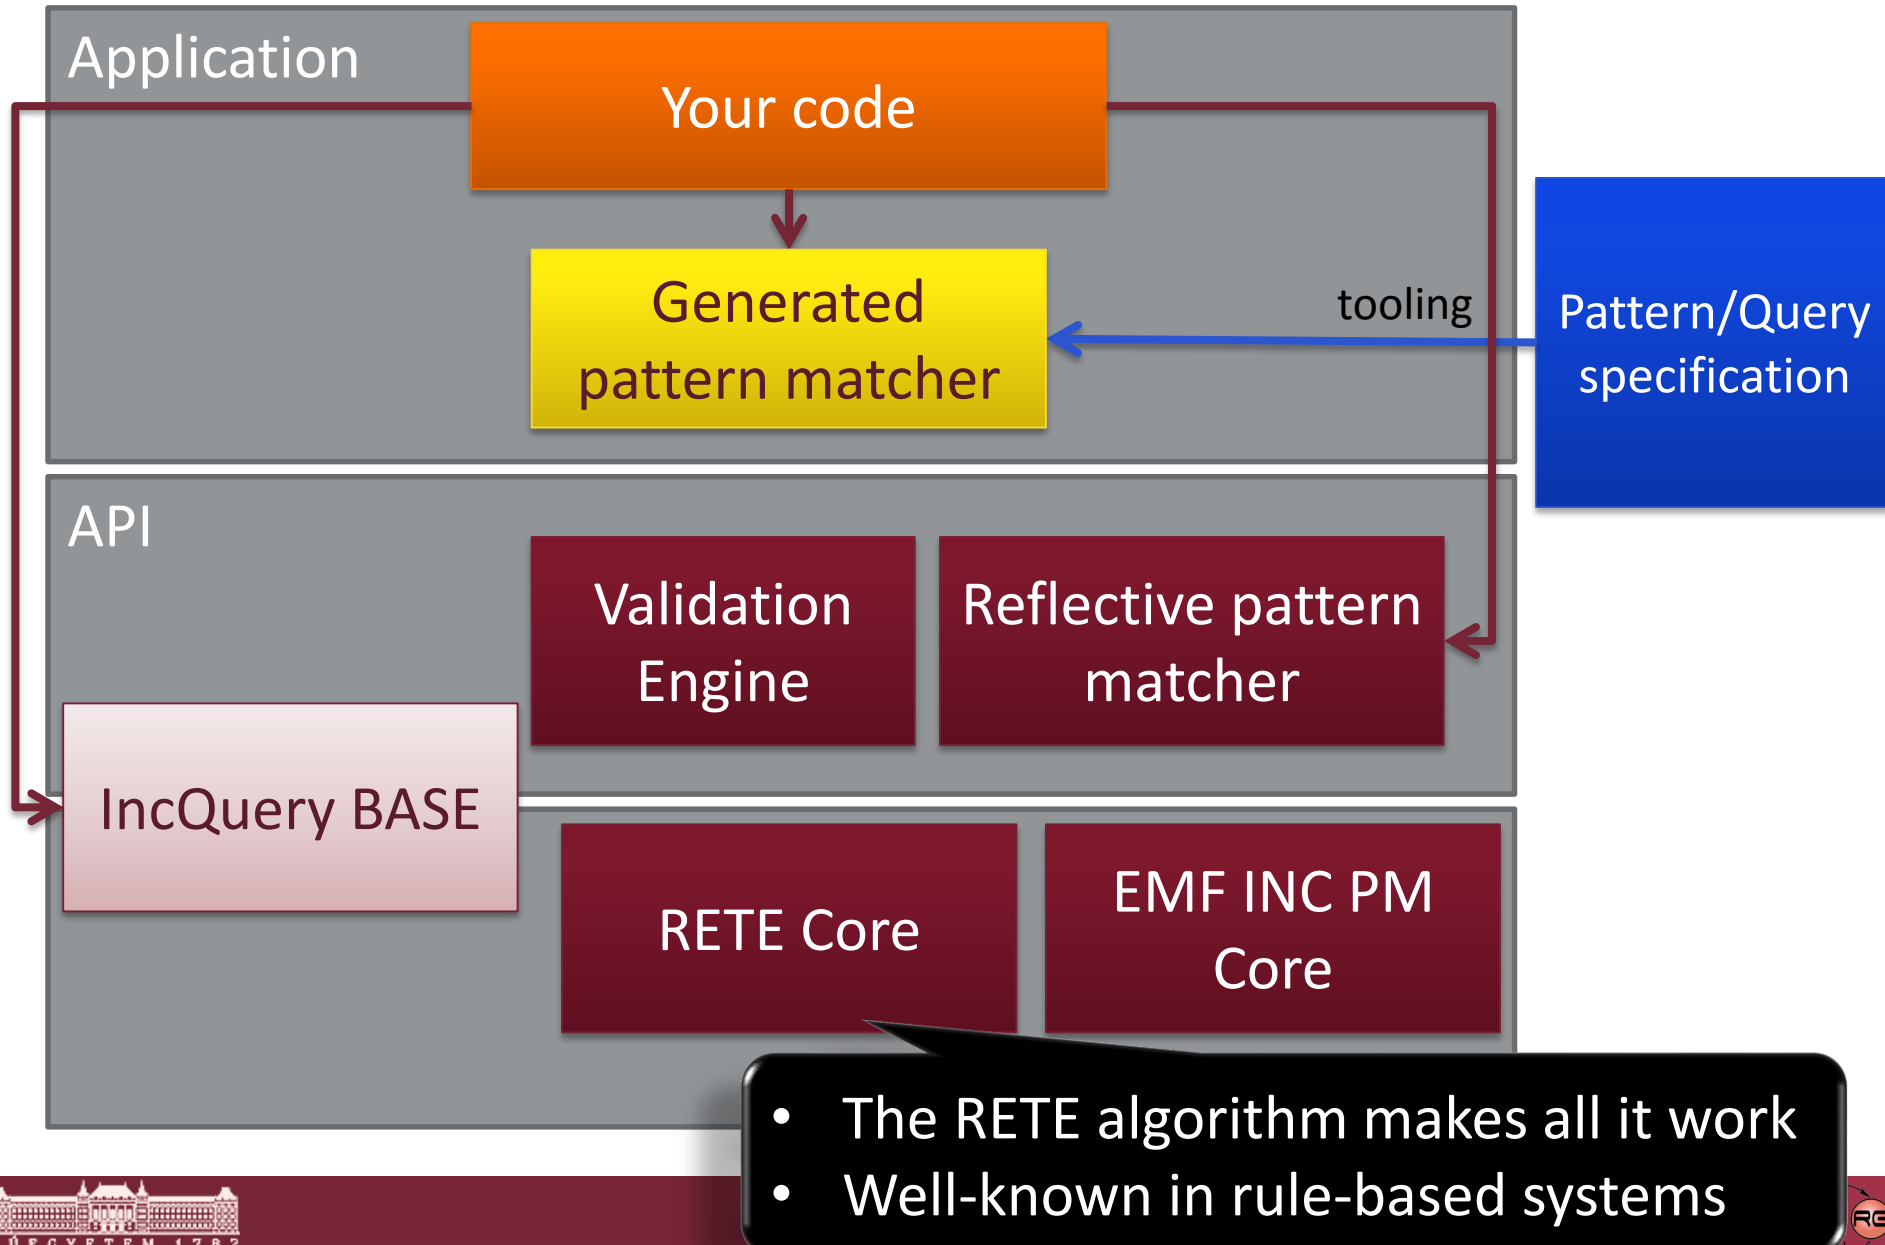 Application
Your code
Generated
pattern matcher
tooling
Pattern/Query
specification
API
Validation
Engine
Reflective pattern
matcher
IncQuery BASE
RETE Core
EMF INC PM
Core
• The RETE algorithm makes all it work
• Well-known in rule-based systems